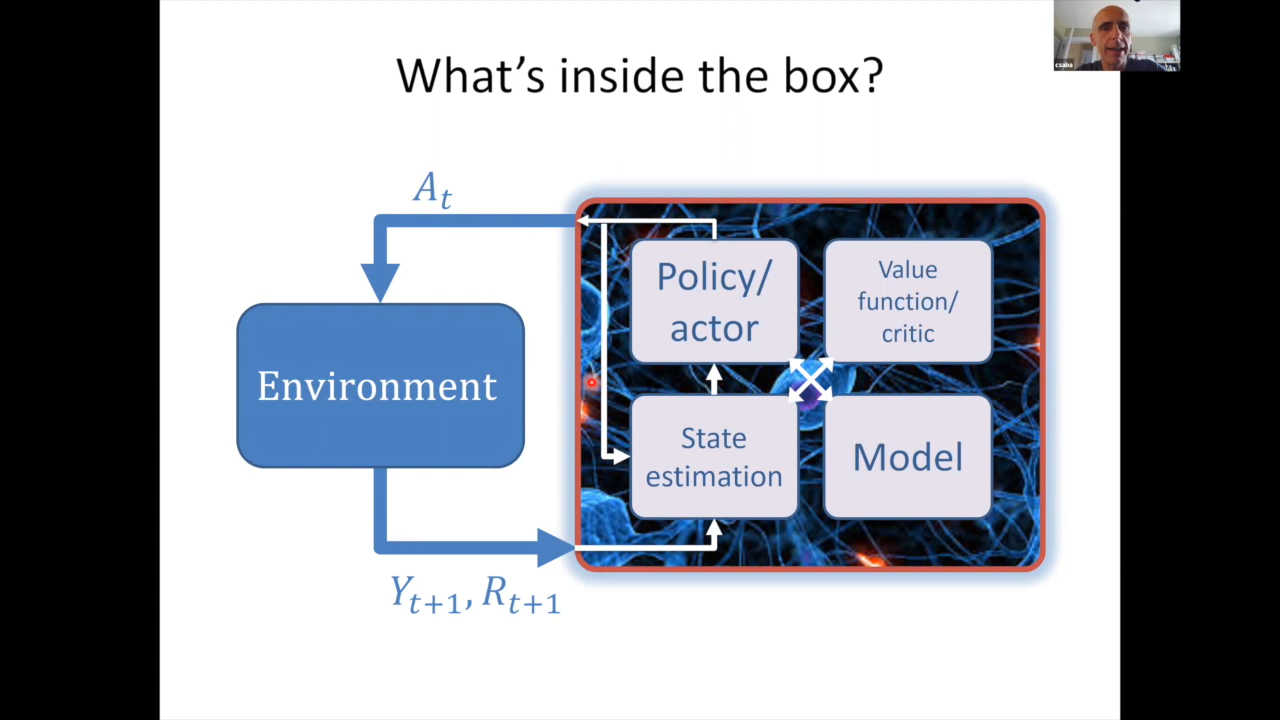 What's inside the box?
csaba
A_t
Policy/
actor
Value
function/
critic
Environment
State
estimation
Model
Y_{t+1}, R_{t+1}